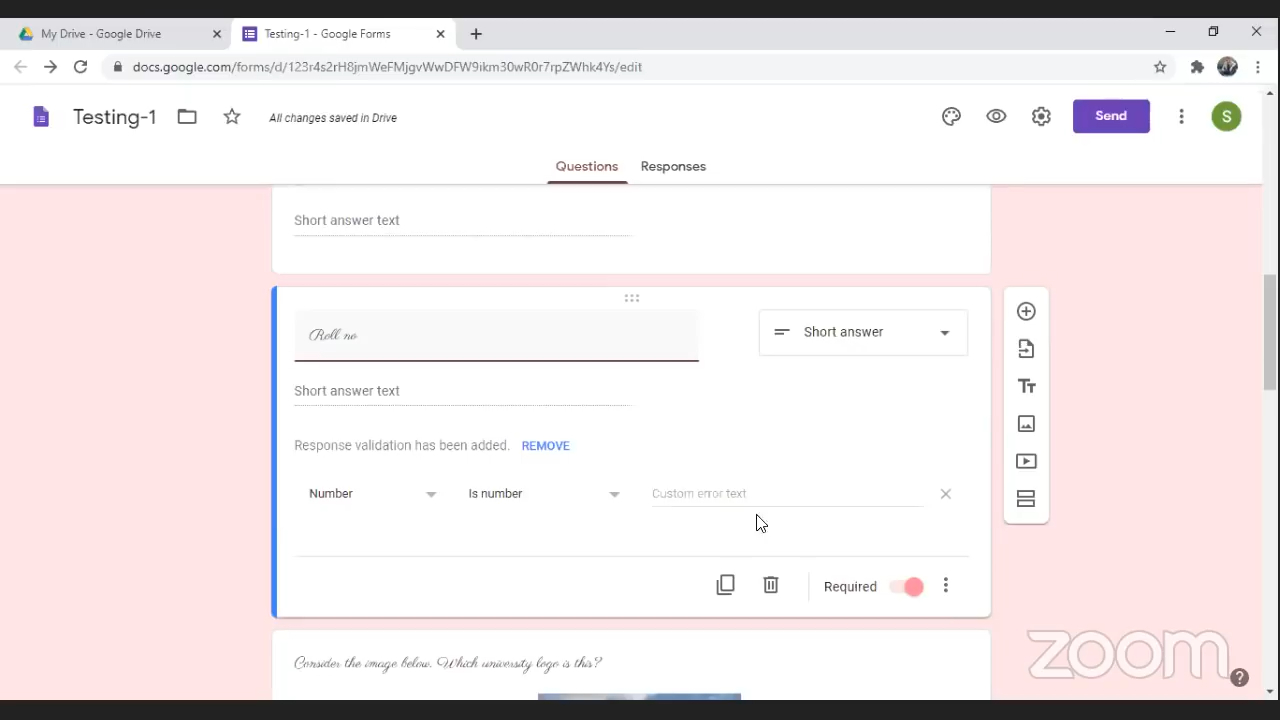 My Drive - Google Drive
Testing-1 - Google Forms
docs.google.com/forms/d/123r4s2rH8jmWeFMjgvWwDFW9ikm30wR0r7rpZWhk4Ys/edit
Testing-1
All changes saved in Drive
Send
S
Questions
Responses
Short answer text
Roll no
Short answer
Short answer text
Response validation has been added. REMOVE
Number
Is number
Custom error text
Required
Consider the image below. Which university logo is this?
zoom